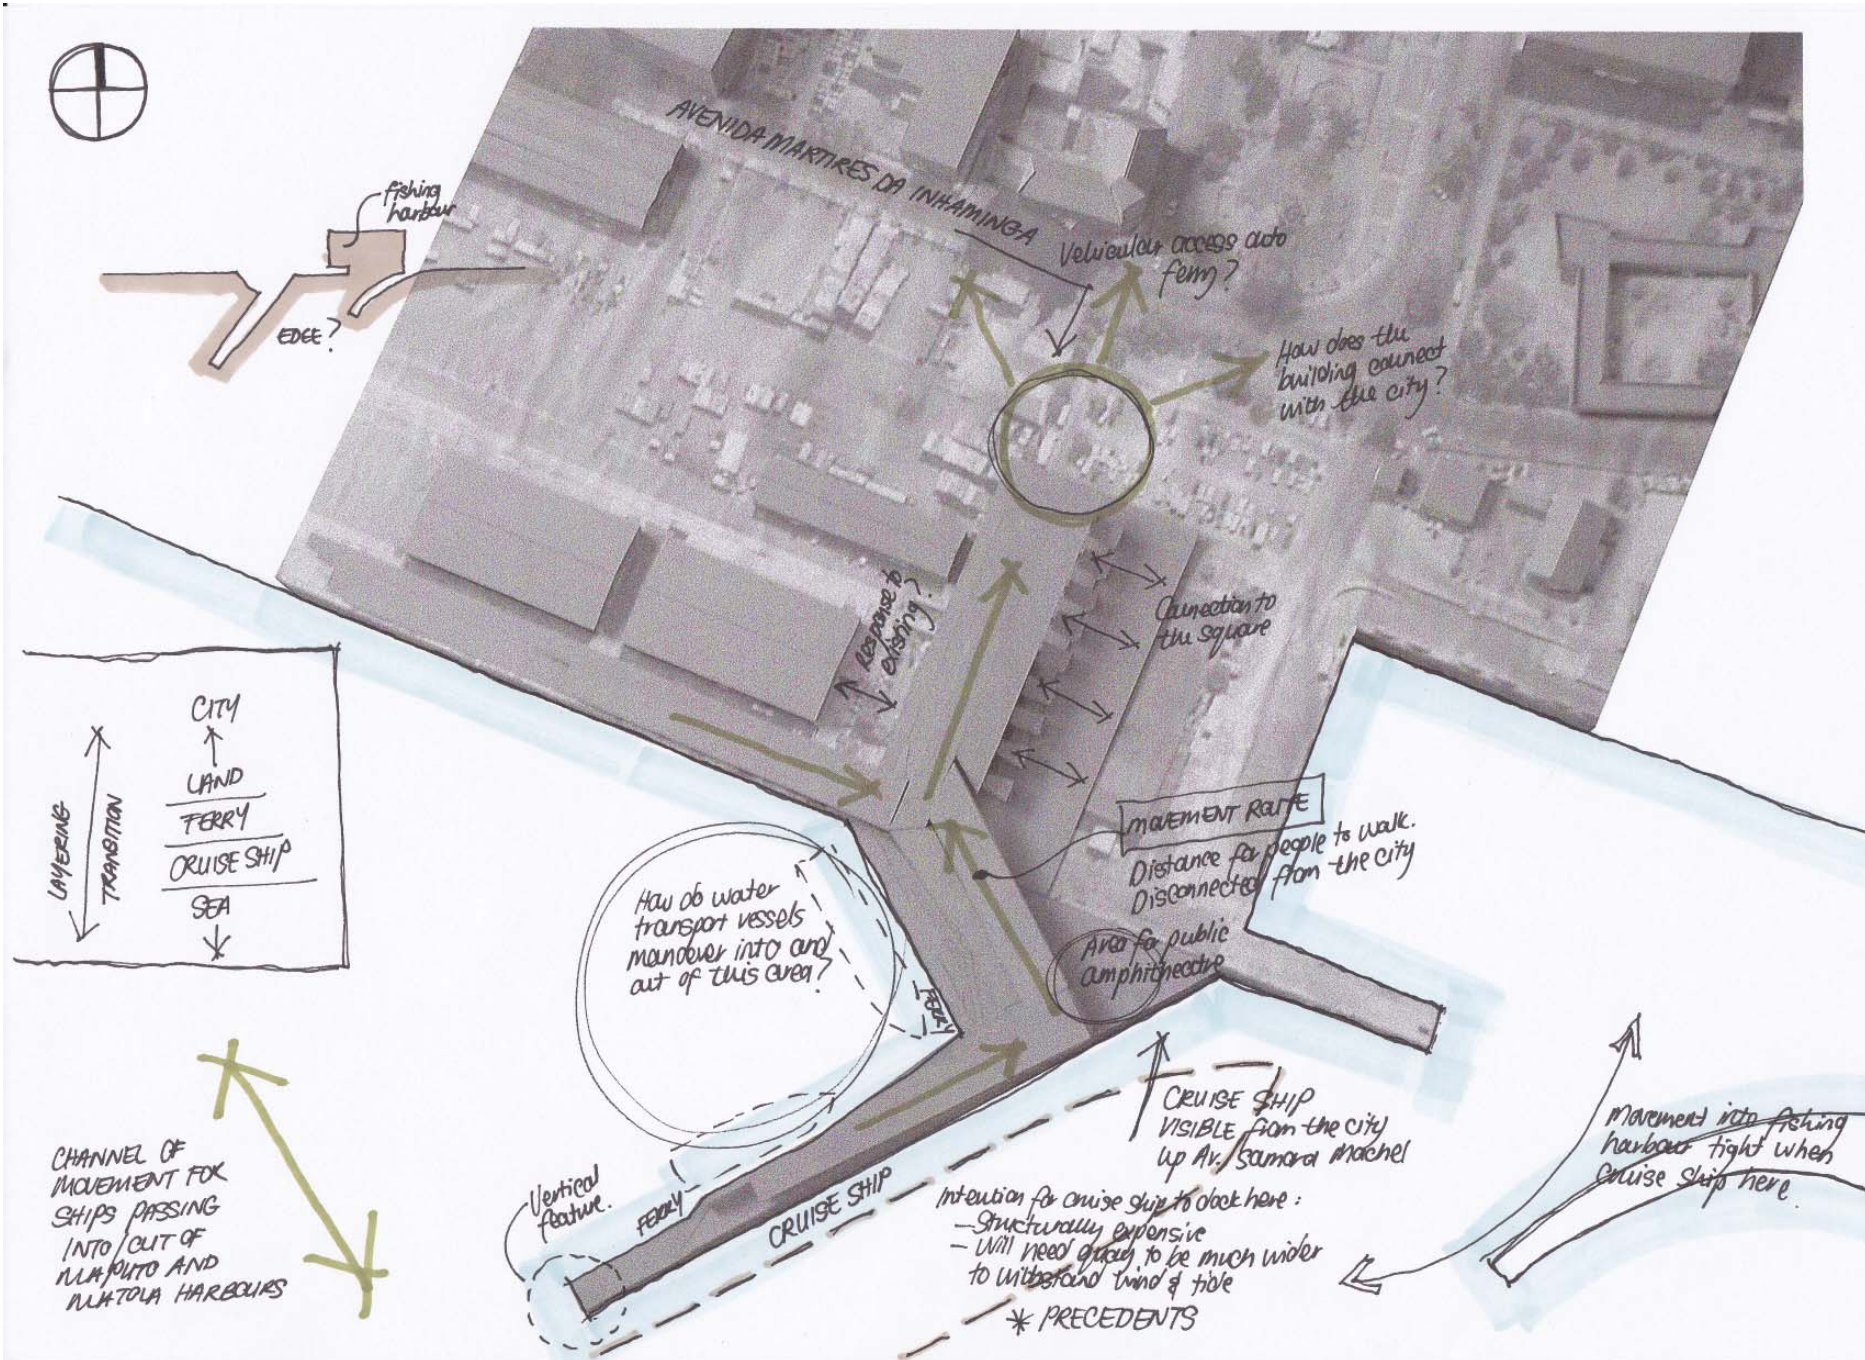 AVENIDA MARTIRES DA INHAMINGA
fishing
harbour
EDGE?
Vehicular access onto
ferry?
How does the
building connect
with the city?
Response to
existing?
Connection to
the square
CITY
LAND
FERRY
CRUISE SHIP
SEA
LAYERING
TRANSITION
MOVEMENT ROUTE
Distance for people to walk.
Disconnected from the city
How do water
transport vessels
manoever into and
out of this area?
Area for public
amphitheatre
FERRY
CHANNEL OF
MOVEMENT FOR
SHIPS PASSING
INTO/OUT OF
MAPUTO AND
MATOLA HARBOURS
Vertical
feature.
FERRY
CRUISE SHIP
CRUISE SHIP
VISIBLE from the city
up Av. Samora Machel
Intention for cruise ship to dock here:
- Structurally expensive
- Will need quay to be much wider
to withstand wind & tide
* PRECEDENTS
Movement into fishing
harbour tight when
cruise ship here.